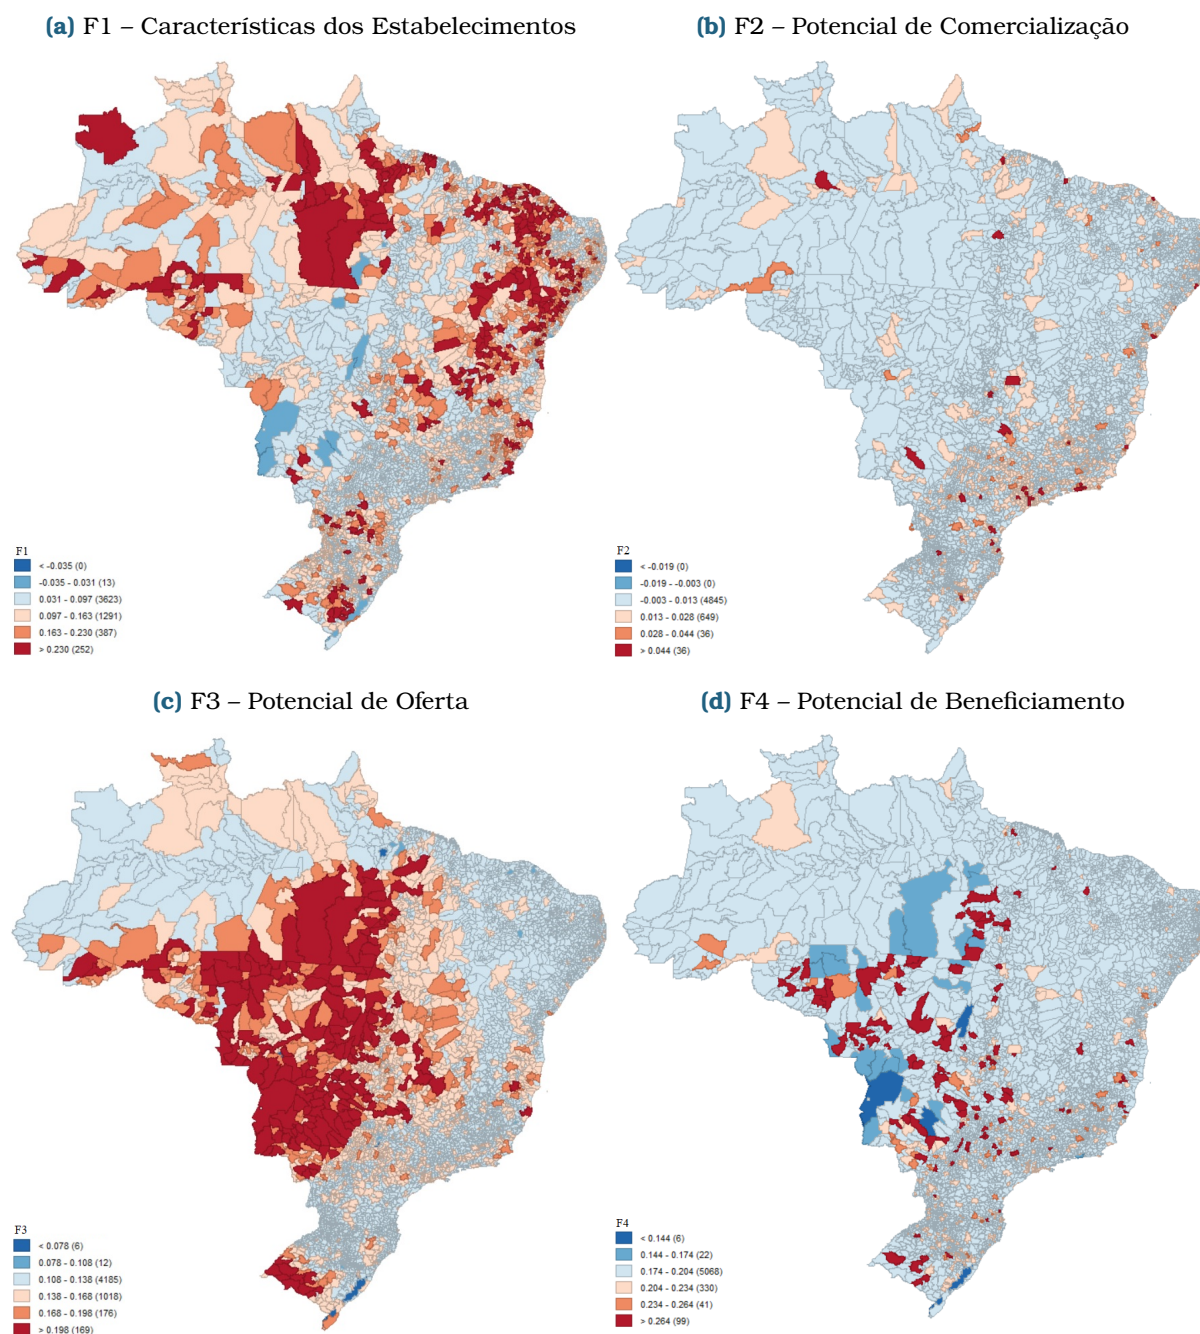 (a) F1 – Características dos Estabelecimentos
(b) F2 – Potencial de Comercialização
F1
< -0.035 (0)
-0.035 - 0.031 (13)
0.031 - 0.097 (3623)
0.097 - 0.163 (1291)
0.163 - 0.230 (387)
> 0.230 (252)
F2
< -0.019 (0)
-0.019 - -0.003 (0)
-0.003 - 0.013 (4845)
0.013 - 0.028 (649)
0.028 - 0.044 (36)
> 0.044 (36)
(c) F3 – Potencial de Oferta
(d) F4 – Potencial de Beneficiamento
F3
< 0.078 (6)
0.078 - 0.108 (12)
0.108 - 0.138 (4185)
0.138 - 0.168 (1018)
0.168 - 0.198 (176)
> 0.198 (169)
F4
< 0.144 (6)
0.144 - 0.174 (22)
0.174 - 0.204 (5068)
0.204 - 0.234 (330)
0.234 - 0.264 (41)
> 0.264 (99)